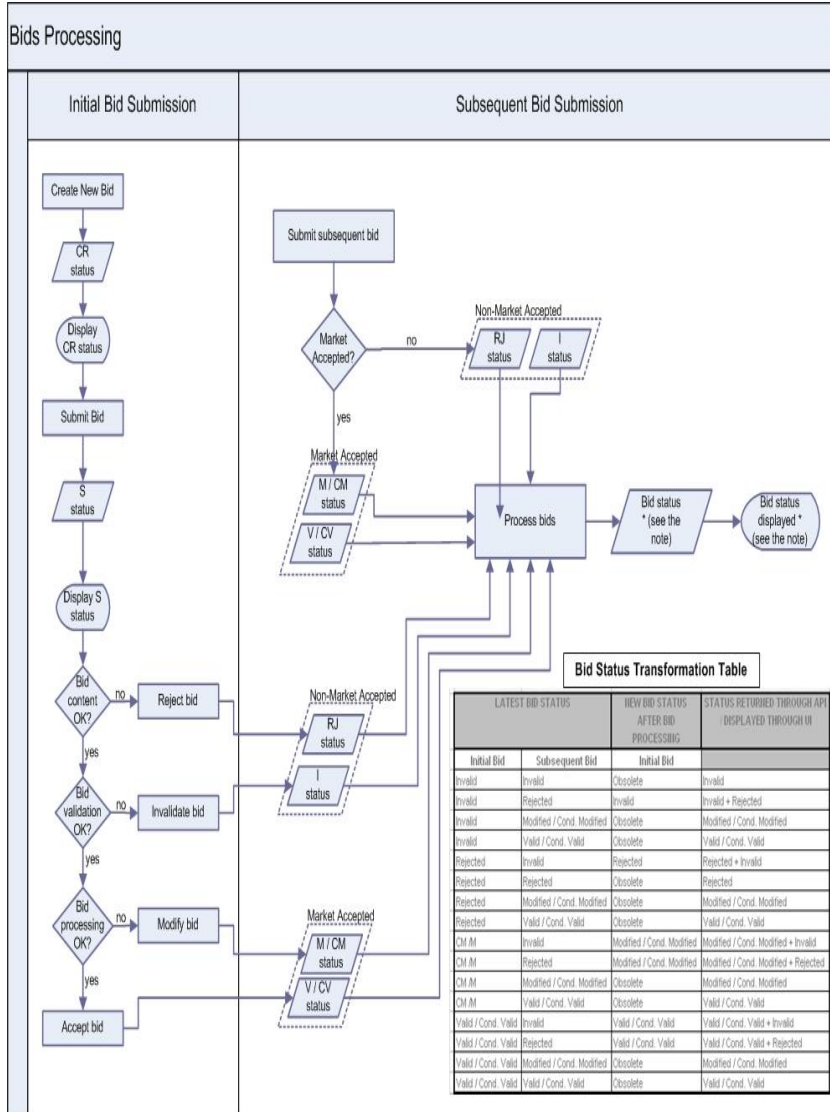 Bids Processing
Initial Bid Submission
Subsequent Bid Submission
Create New Bid
CR
status
Display
CR status
Submit Bid
S
status
Display S
status
Bid
content
OK?
no
Reject bid
yes
Bid
validation
OK?
no
Invalidate bid
yes
Bid
processing
OK?
no
Modify bid
yes
Accept bid
Submit subsequent bid
Market
Accepted?
no
yes
Non-Market Accepted
RJ
status
I
status
Market Accepted
M / CM
status
V / CV
status
Process bids
Bid status
* (see the
note)
Bid status
displayed *
(see the note)
Non-Market Accepted
RJ
status
I
status
Market Accepted
M / CM
status
V / CV
status
Bid Status Transformation Table
LATEST BID STATUS
NEW BID STATUS
AFTER BID
PROCESSING
STATUS RETURNED THROUGH API
/ DISPLAYED THROUGH UI
Initial Bid Subsequent Bid Initial Bid
Invalid Invalid Obsolete Invalid
Invalid Rejected Invalid Invalid + Rejected
Invalid Modified / Cond. Modified Obsolete Modified / Cond. Modified
Invalid Valid / Cond. Valid Obsolete Valid / Cond. Valid
Rejected Invalid Rejected Rejected + Invalid
Rejected Rejected Obsolete Rejected
Rejected Modified / Cond. Modified Obsolete Modified / Cond. Modified
Rejected Valid / Cond. Valid Obsolete Valid / Cond. Valid
CM /M Invalid Modified / Cond. Modified Modified / Cond. Modified + Invalid
CM /M Rejected Modified / Cond. Modified Modified / Cond. Modified + Rejected
CM /M Modified / Cond. Modified Obsolete Modified / Cond. Modified
CM /M Valid / Cond. Valid Obsolete Valid / Cond. Valid
Valid / Cond. Valid Invalid Valid / Cond. Valid Valid / Cond. Valid + Invalid
Valid / Cond. Valid Rejected Valid / Cond. Valid Valid / Cond. Valid + Rejected
Valid / Cond. Valid Modified / Cond. Modified Obsolete Modified / Cond. Modified
Valid / Cond. Valid Valid / Cond. Valid Obsolete Valid / Cond. Valid